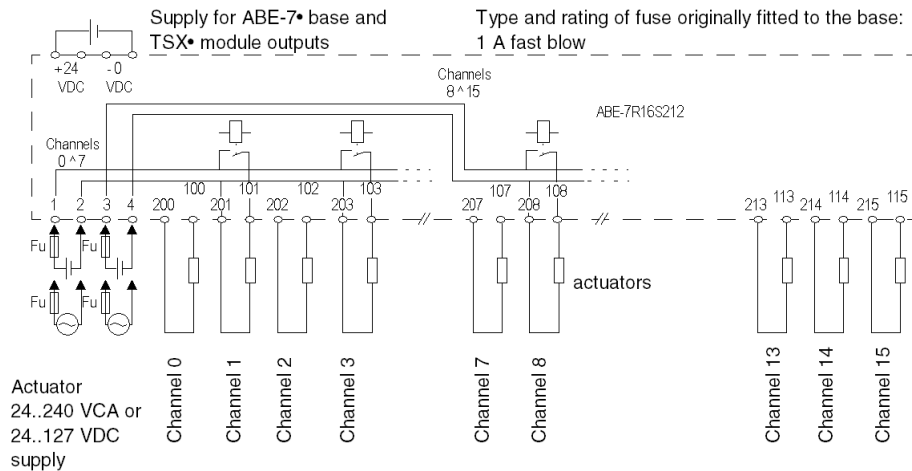 Supply for ABE-7• base and
TSX• module outputs
Type and rating of fuse originally fitted to the base:
1 A fast blow
+24
VDC
-0
VDC
Channels
8^15
ABE-7R16S212
Channels
0^7
1
2
3
4
200
100
201
101
202
102
203
103
207
107
208
108
213
113
214
114
215
115
Fu
Fu
Fu
Fu
actuators
Channel 0
Channel 1
Channel 2
Channel 3
Channel 7
Channel 8
Channel 13
Channel 14
Channel 15
Actuator
24..240 VCA or
24..127 VDC
supply